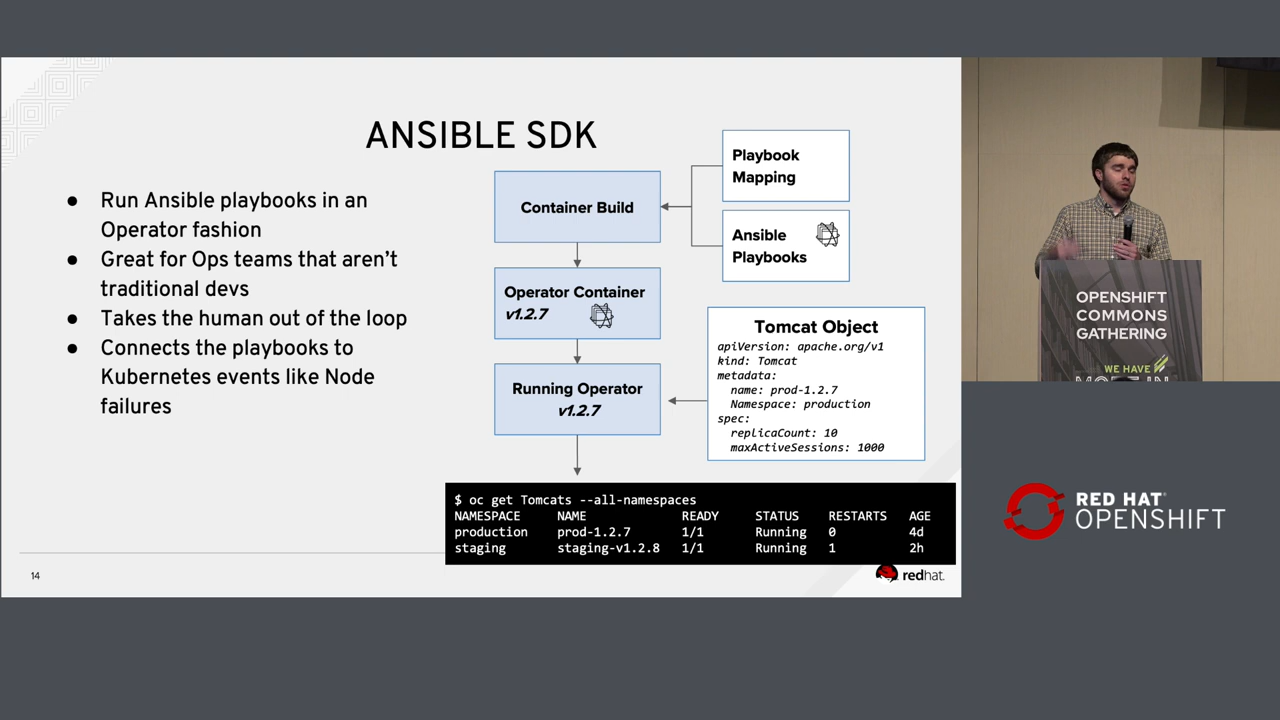 ANSIBLE SDK
● Run Ansible playbooks in an
Operator fashion
● Great for Ops teams that aren't
traditional devs
● Takes the human out of the loop
● Connects the playbooks to
Kubernetes events like Node
failures
Container Build
Playbook
Mapping
Ansible
Playbooks
Operator Container
v1.2.7
Running Operator
v1.2.7
Tomcat Object
apiVersion: apache.org/v1
kind: Tomcat
metadata:
name: prod-1.2.7
Namespace: production
spec:
replicaCount: 10
maxActiveSessions: 1000
$ oc get Tomcats --all-namespaces
NAMESPACE NAME READY STATUS RESTARTS AGE
production prod-1.2.7 1/1 Running 0 4d
staging staging-v1.2.8 1/1 Running 1 2h
14
redhat.
OPENSHIFT
COMMONS
GATHERING
WE HAVE
RED HAT
OPENSHIFT